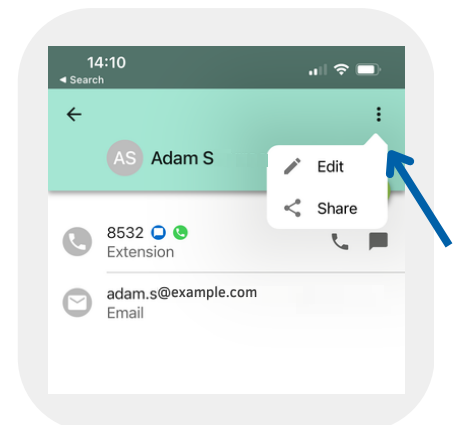 14:10
Search
AS
Adam S
Edit
Share
8532
Extension
adam.s@example.com
Email